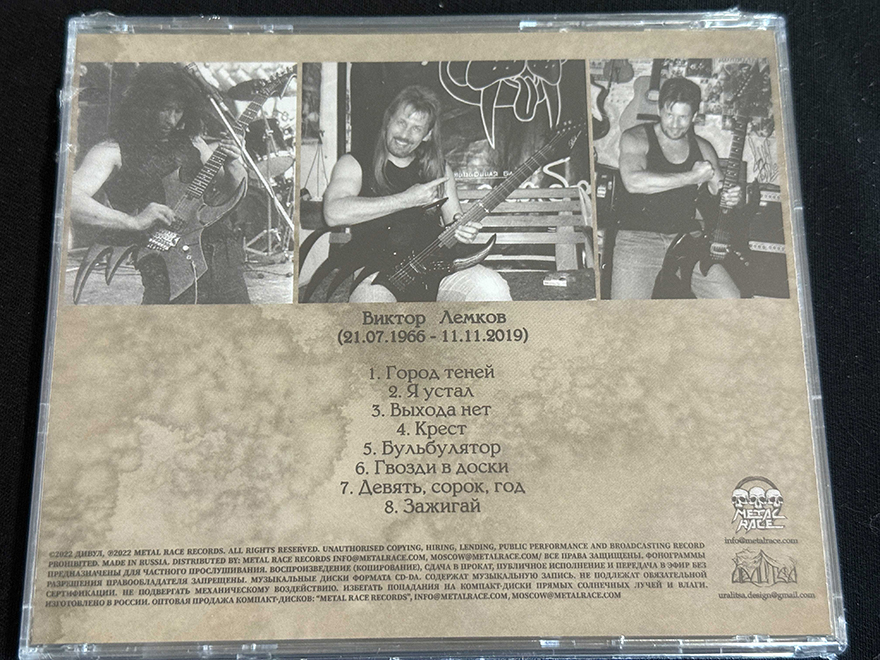 Виктор Лемков
(21.07.1966 - 11.11.2019)
1. Город теней
2. Я устал
3. Выхода нет
4. Крест
5. Бульбулятор
6. Гвозди в доски
7. Девять, сорок, год
8. Зажигай
METAL
RACE
info@metalrace.com
uralitsa.design@gmail.com
©2022 ДИВУЛ, ℗2022 METAL RACE RECORDS. ALL RIGHTS RESERVED. UNAUTHORISED COPYING, HIRING, LENDING, PUBLIC PERFORMANCE AND BROADCASTING RECORD
PROHIBITED. MADE IN RUSSIA, DISTRIBUTED BY: METAL RACE RECORDS INFO@METALRACE.COM, MOSCOW@METALRACE.COM/ ВСЕ ПРАВА ЗАЩИЩЕНЫ. ФОНОГРАММЫ
ПРЕДНАЗНАЧЕНЫ ДЛЯ ЧАСТНОГО ПРОСЛУШИВАНИЯ. ВОСПРОИЗВЕДЕНИЕ (КОПИРОВАНИЕ), СДАЧА В ПРОКАТ, ПУБЛИЧНОЕ ИСПОЛНЕНИЕ И ПЕРЕДАЧА В ЭФИР БЕЗ
РАЗРЕШЕНИЯ ПРАВООБЛАДАТЕЛЯ ЗАПРЕЩЕНЫ. МУЗЫКАЛЬНЫЕ ДИСКИ ФОРМАТА CD-DA. СОДЕРЖАТ МУЗЫКАЛЬНУЮ ЗАПИСЬ. НЕ ПОДЛЕЖАТ ОБЯЗАТЕЛЬНОЙ
СЕРТИФИКАЦИИ. НЕ ПОДВЕРГАТЬ МЕХАНИЧЕСКОМУ ВОЗДЕЙСТВИЮ. ИЗБЕГАТЬ ПОПАДАНИЯ НА КОМПАКТ-ДИСКИ ПРЯМЫХ СОЛНЕЧНЫХ ЛУЧЕЙ И ВЛАГИ.
ИЗГОТОВЛЕНО В РОССИИ. ОПТОВАЯ ПРОДАЖА КОМПАКТ-ДИСКОВ: "METAL RACE RECORDS", INFO@METALRACE.COM, MOSCOW@METALRACE.COM